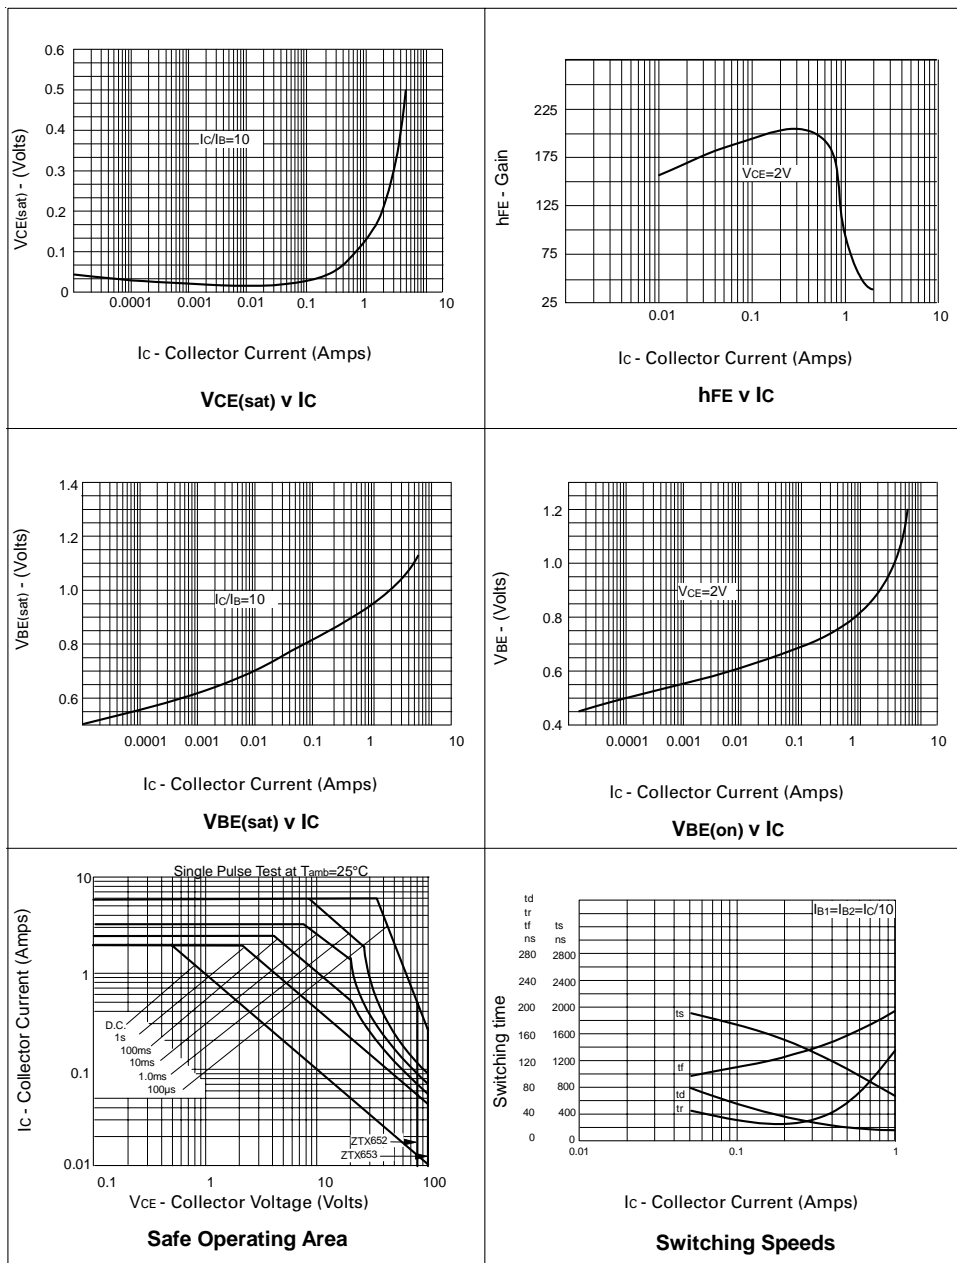 0.6
0.5
0.4
0.3
0.2
0.1
0
VCE(sat) - (Volts)
IC/IB=10
0.0001 0.001 0.01 0.10 1 10
IC - Collector Current (Amps)
VCE(sat) v IC
225
175
125
75
25
hFE - Gain
VCE=2V
0.01 0.1 1 10
IC - Collector Current (Amps)
hFE v IC
1.4
1.2
1.0
0.8
0.6
VBE(sat) - (Volts)
IC/IB=10
0.0001 0.001 0.01 0.1 1 10
IC - Collector Current (Amps)
VBE(sat) v IC
1.2
1.0
0.8
0.6
0.4
VBE - (Volts)
VCE=2V
0.0001 0.001 0.01 0.1 1 10
IC - Collector Current (Amps)
VBE(on) v IC
Single Pulse Test at Tamb=25°C
10
1
0.1
0.01
IC - Collector Current (Amps)
D.C.
1s
100ms
10ms
1.0ms
100µs
ZTX652
ZTX653
0.1 1 10 100
VCE - Collector Voltage (Volts)
Safe Operating Area
td
tr
tf ts
ns ns
280 2800
240 2400
200 2000
160 1600
120 1200
80 800
40 400
0 0
Switching time
IB1=IB2=IC/10
ts
tf
td
tr
0.01 0.1 1
IC - Collector Current (Amps)
Switching Speeds